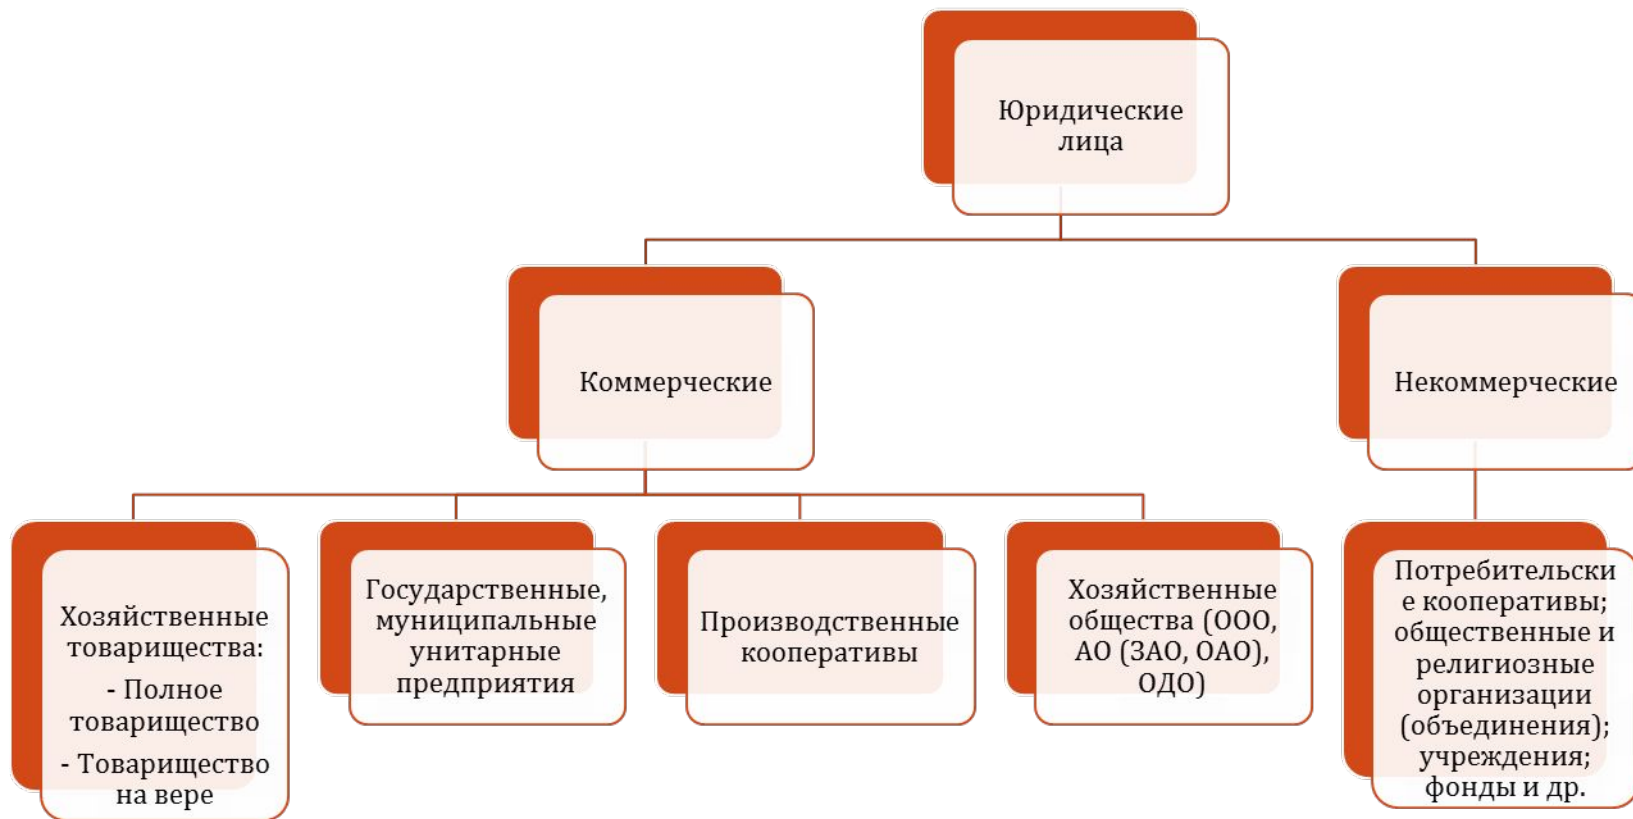 Юридические
лица
Коммерческие
Некоммерческие
Хозяйственные
товарищества:
- Полное
товарищество
- Товарищество
на вере
Государственные,
муниципальные
унитарные
предприятия
Производственные
кооперативы
Хозяйственные
общества (ООО,
АО (ЗАО, ОАО),
ОДО)
Потребительски
е кооперативы;
общественные и
религиозные
организации
(объединения);
учреждения;
фонды и др.